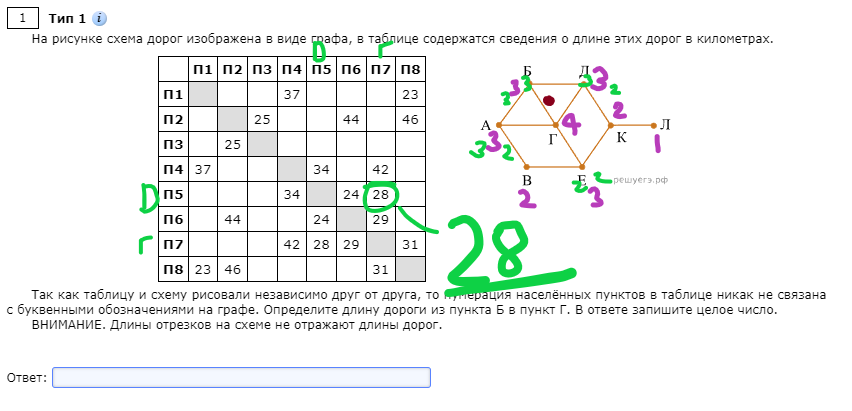 1 Тип 1 i
На рисунке схема дорог изображена в виде графа, в таблице содержатся сведения о длине этих дорог в километрах.
D Г
П1 П2 П3 П4 П5 П6 П7 П8
П1 37 23
П2 25 44 46
П3 25
П4 37 34 42
D П5 34 24 28
П6 44 24 29
Г П7 42 28 31 29
П8 23 46 31
28
Б 3 3 Д 3 3 2
3
А 3 3 2
Г 4
2 К Л 1
В 2
Е 2 2 3
решуегэ.рф
Так как таблицу и схему рисовали независимо друг от друга, то нумерация населённых пунктов в таблице никак не связана
с буквенными обозначениями на графе. Определите длину дороги из пункта Б в пункт Г. В ответе запишите целое число.
ВНИМАНИЕ. Длины отрезков на схеме не отражают длины дорог.
Ответ: